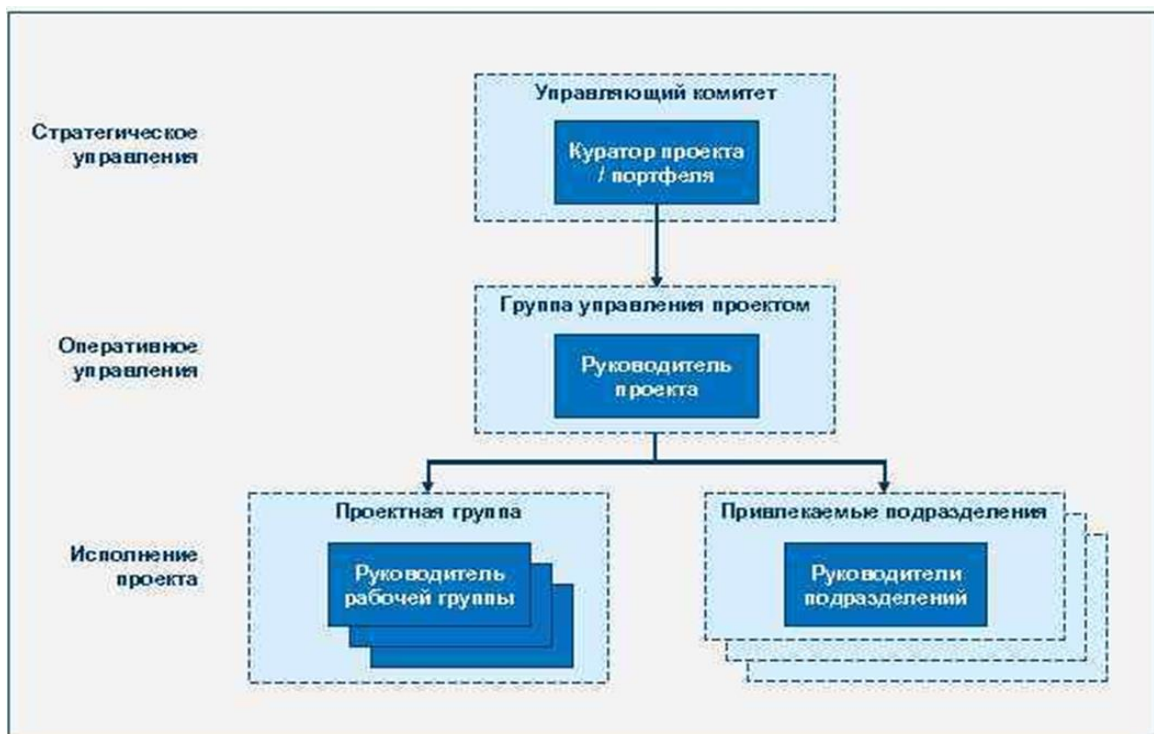 Управляющий комитет
Стратегическое
управления
Куратор проекта
/ портфеля
Группа управления проектом
Оперативное
управления
Руководитель
проекта
Проектная группа
Привлекаемые подразделения
Исполнение
проекта
Руководитель
рабочей группы
Руководители
подразделений